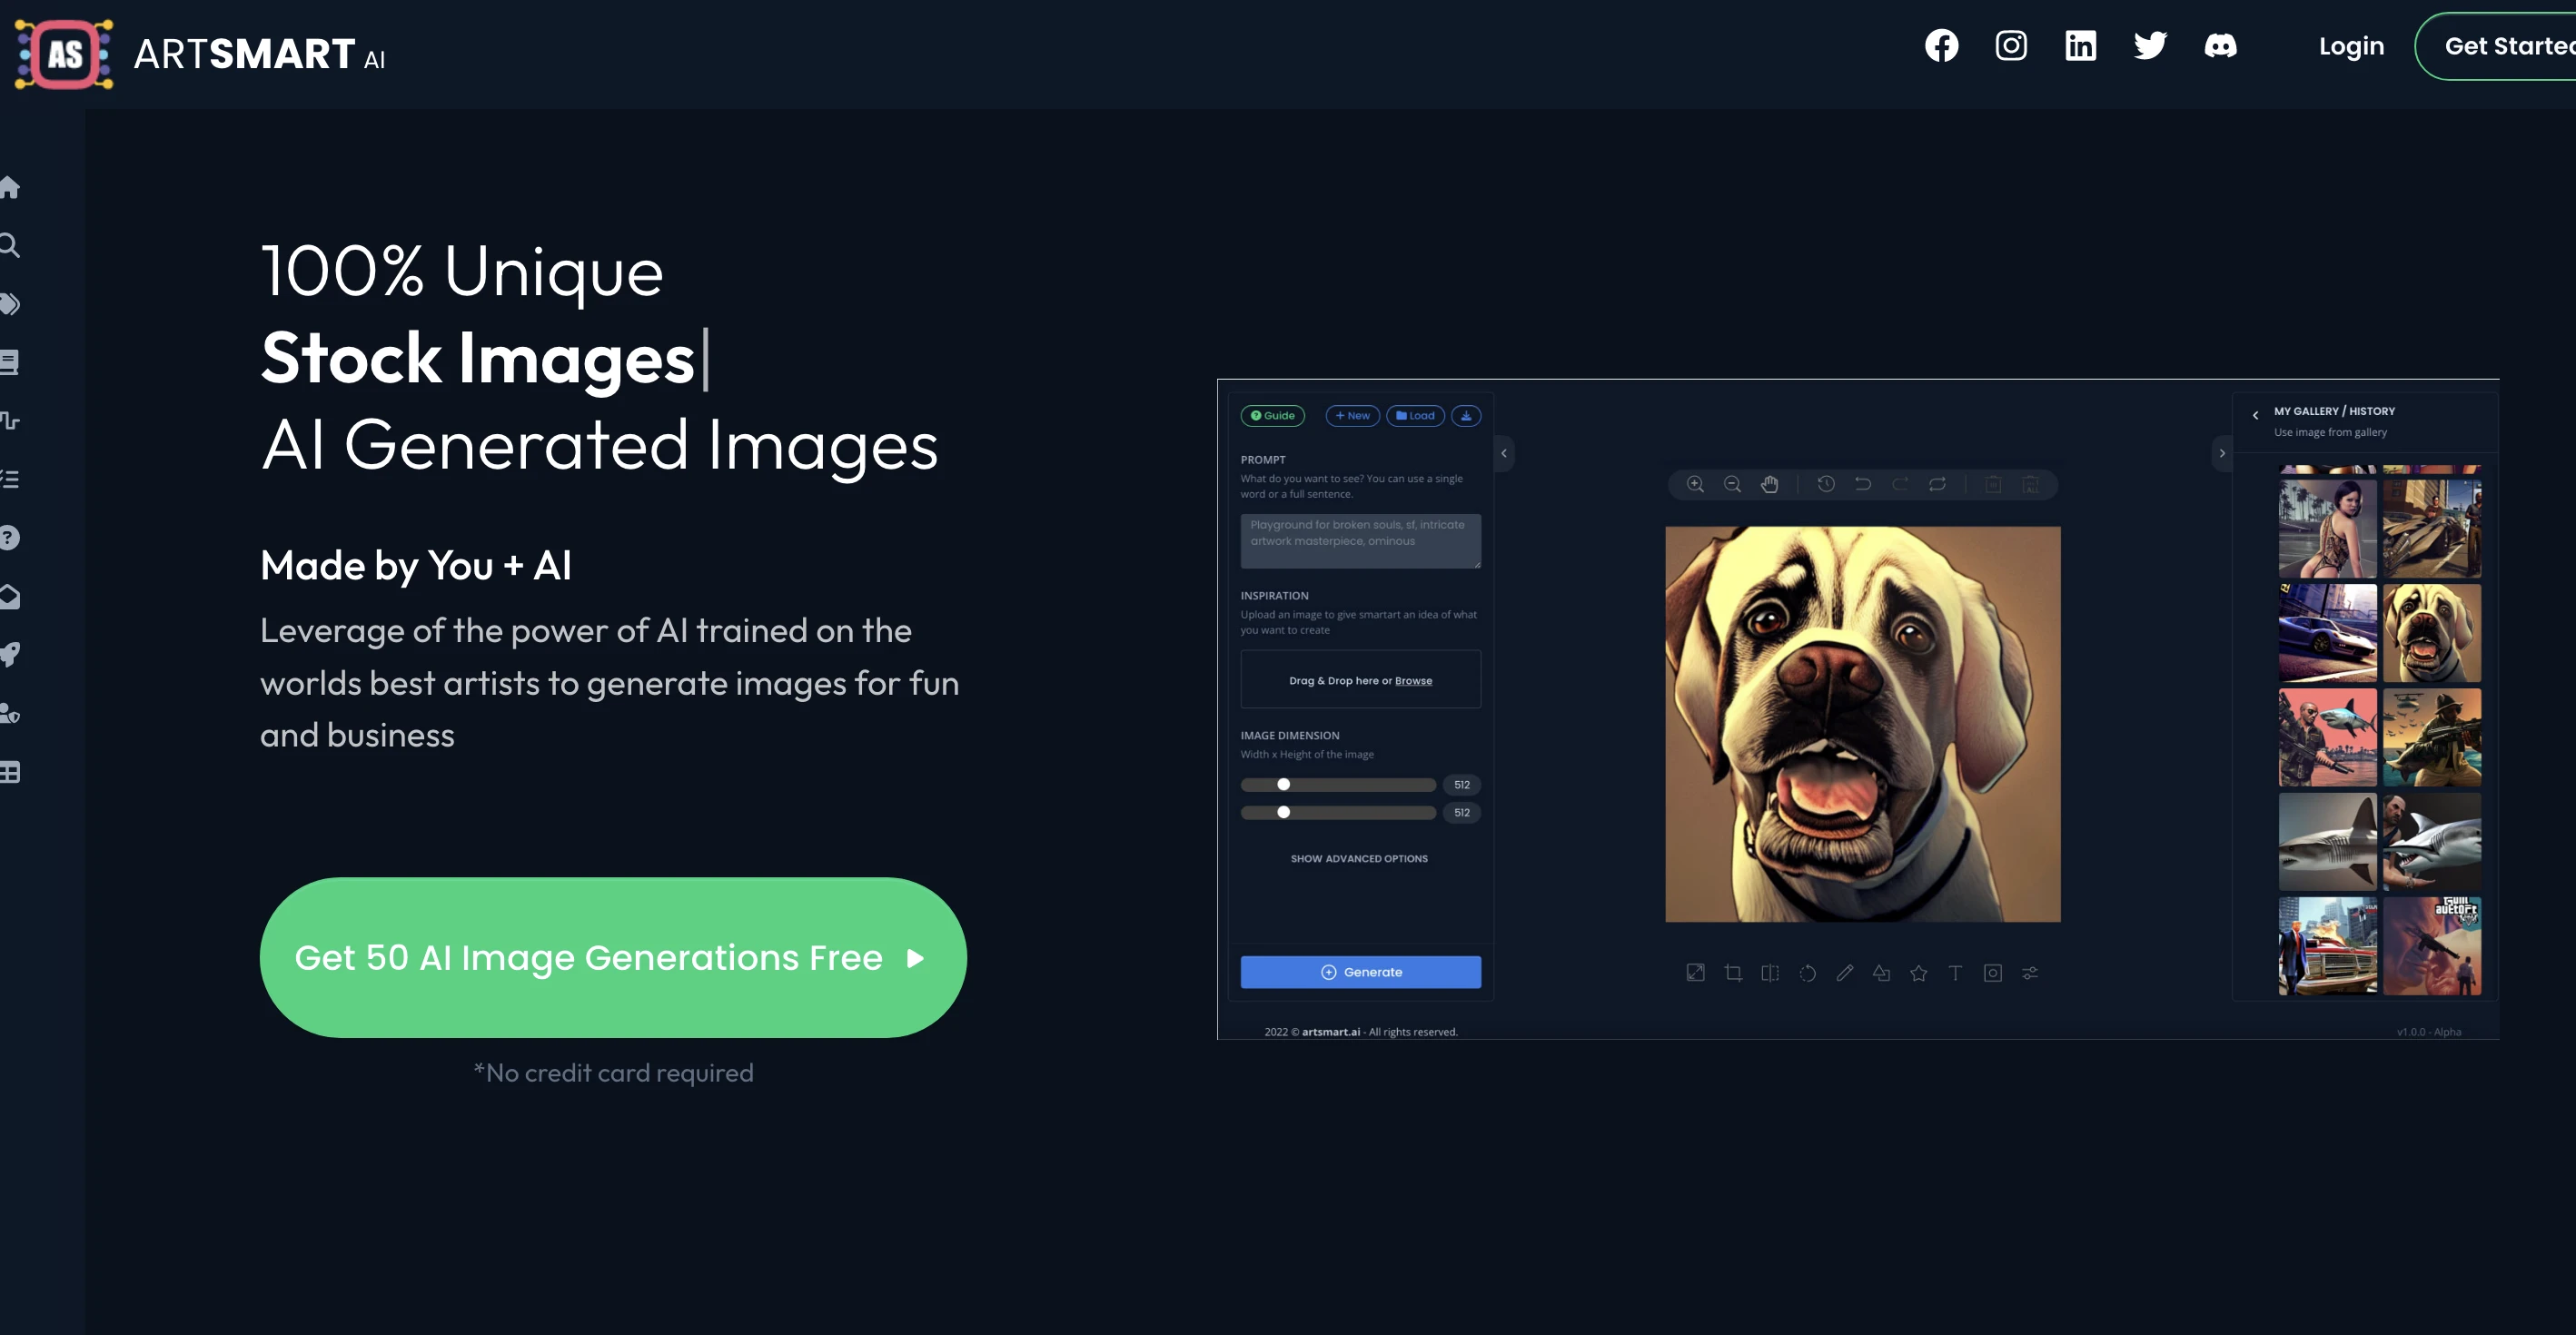 AS
ARTSMART AI
Login
Get Started
100% Unique
Stock Images
AI Generated Images
Made by You + AI
Leverage of the power of AI trained on the
worlds best artists to generate images for fun
and business
Get 50 AI Image Generations Free
*No credit card required
Guide
New
Load
PROMPT
What do you want to see? You can use a single
word or a full sentence.
Playground for broken souls, sf, intricate
artwork masterpiece, ominous
INSPIRATION
Upload an image to give smartart an idea of what
you want to create
Drag & Drop here or Browse
IMAGE DIMENSION
Width x Height of the image
512
512
SHOW ADVANCED OPTIONS
Generate
2022 © artsmart.ai - All rights reserved.
MY GALLERY / HISTORY
Use image from gallery
v1.0.0 - Alpha